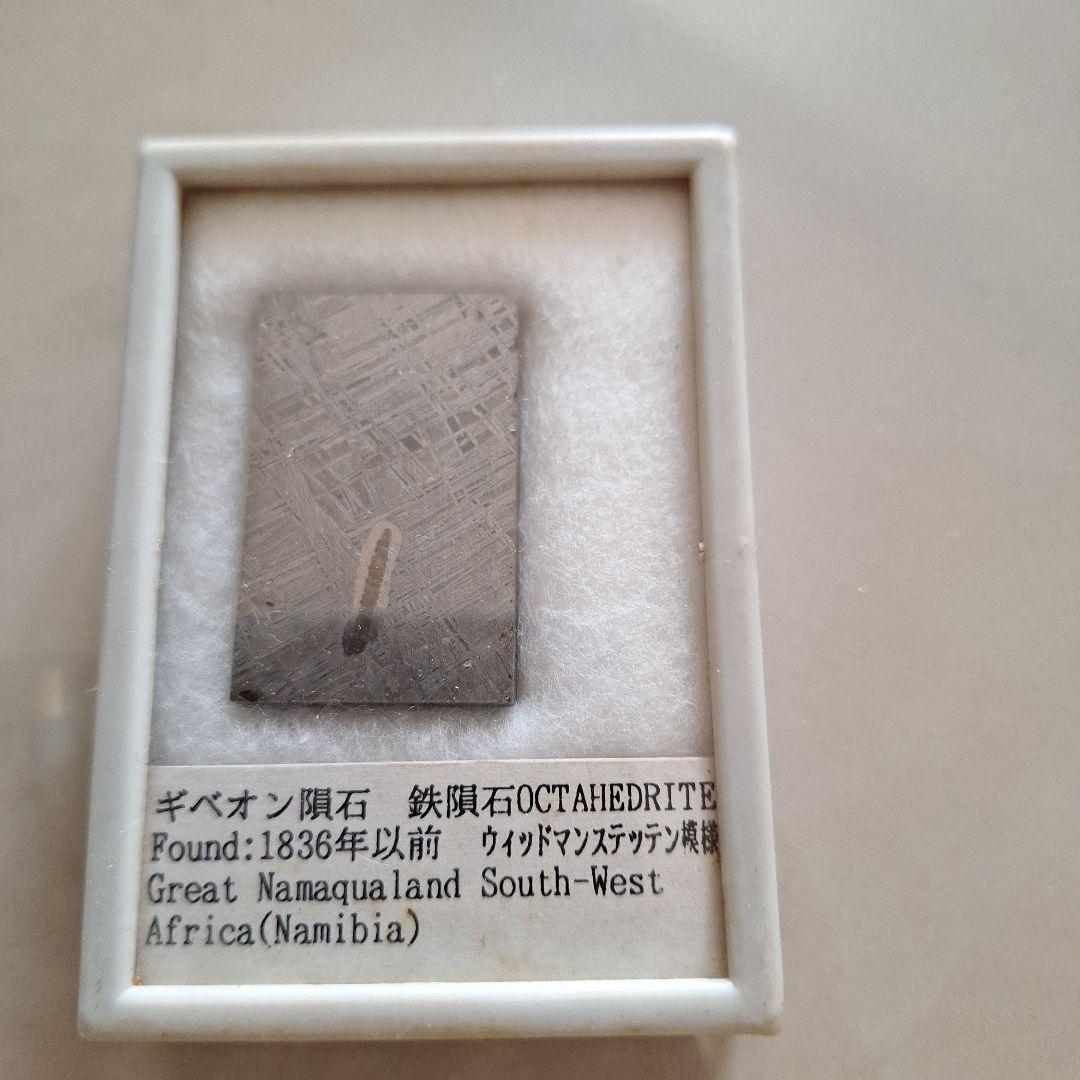 ギベオン隕石　鉄隕石OCTAHEDRITE
Found:1836年以前　ウィッドマンステッテン模様
Great Namaqualand South-West
Africa(Namibia)